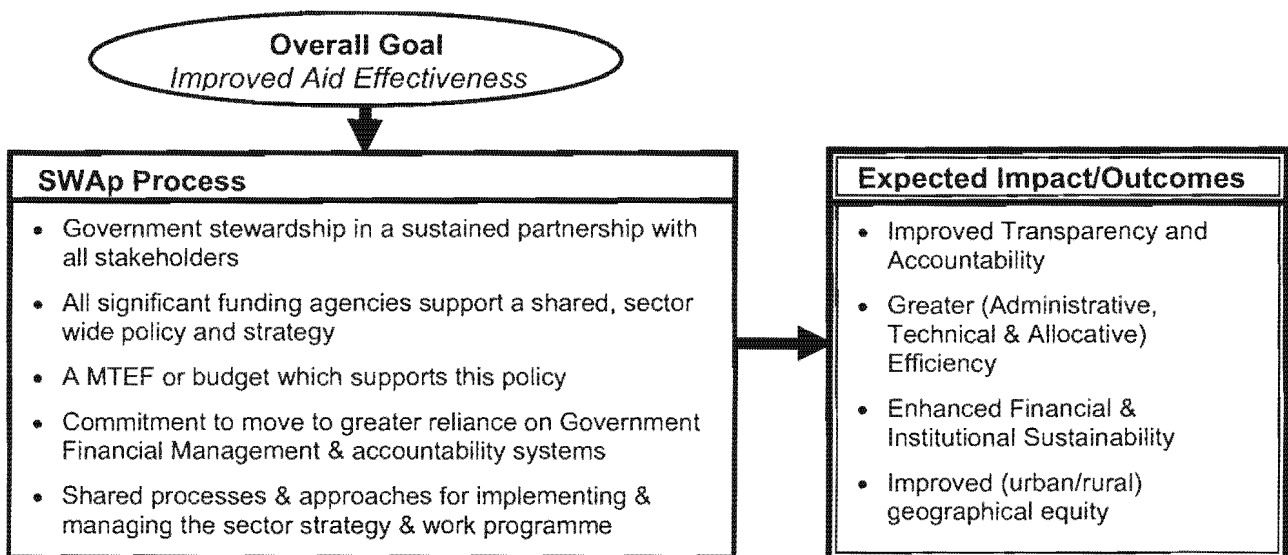 Overall Goal
Improved Aid Effectiveness
SWAp Process
• Government stewardship in a sustained partnership with
all stakeholders
• All significant funding agencies support a shared, sector
wide policy and strategy
• A MTEF or budget which supports this policy
• Commitment to move to greater reliance on Government
Financial Management & accountability systems
• Shared processes & approaches for implementing &
managing the sector strategy & work programme
Expected Impact/Outcomes
• Improved Transparency and
Accountability
• Greater (Administrative,
Technical & Allocative)
Efficiency
• Enhanced Financial &
Institutional Sustainability
• Improved (urban/rural)
geographical equity